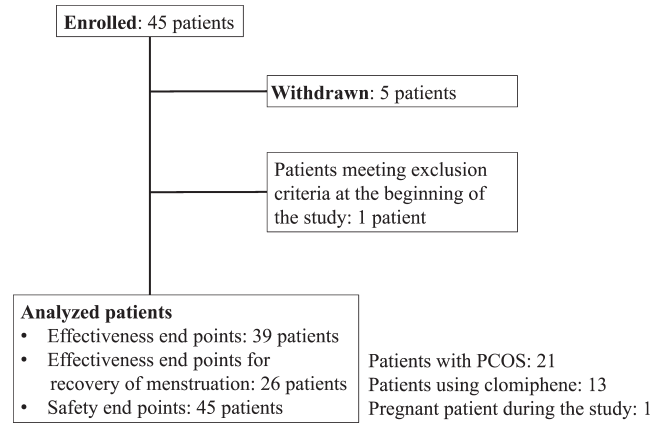 Enrolled: 45 patients
Withdrawn: 5 patients
Patients meeting exclusion
criteria at the beginning of
the study: 1 patient
Analyzed patients
• Effectiveness end points: 39 patients
• Effectiveness end points for
recovery of menstruation: 26 patients
• Safety end points: 45 patients
Patients with PCOS: 21
Patients using clomiphene: 13
Pregnant patient during the study: 1